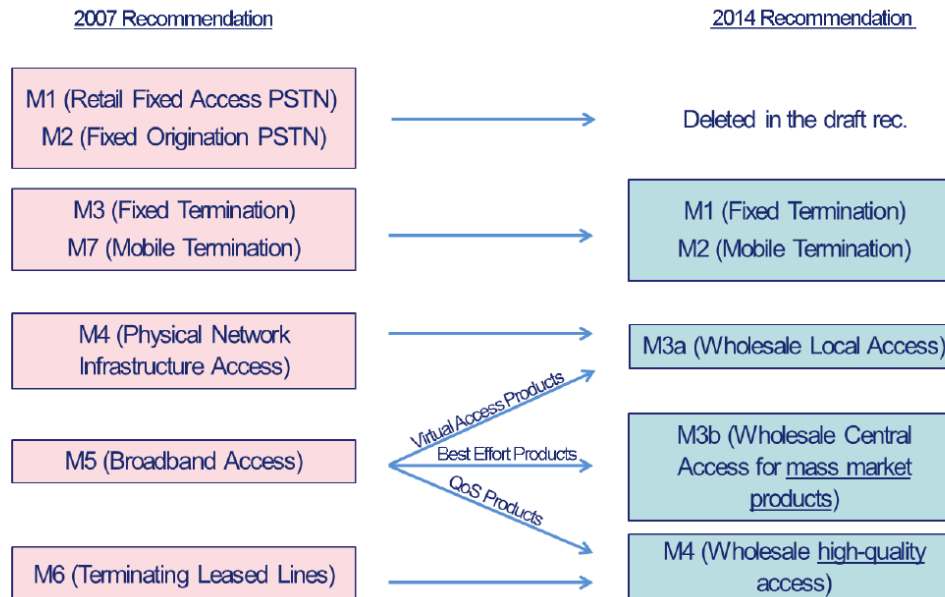 2007 Recommendation
2014 Recommendation
M1 (Retail Fixed Access PSTN)
M2 (Fixed Origination PSTN)
Deleted in the draft rec.
M3 (Fixed Termination)
M7 (Mobile Termination)
M1 (Fixed Termination)
M2 (Mobile Termination)
M4 (Physical Network
Infrastructure Access)
M3a (Wholesale Local Access)
Virtual Access Products
M5 (Broadband Access)
Best Effort Products
QoS Products
M3b (Wholesale Central
Access for mass market
products)
M6 (Terminating Leased Lines)
M4 (Wholesale high-quality
access)